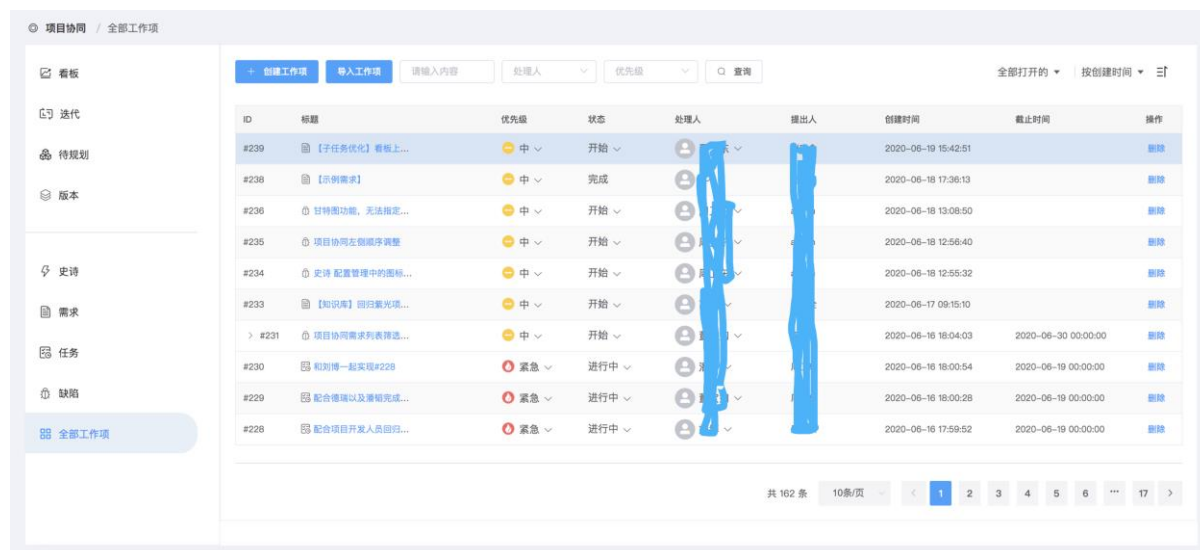 项目协同 / 全部工作项
看板
迭代
待规划
版本
史诗
需求
任务
缺陷
全部工作项
+ 创建工作项 导入工作项 请输入内容 处理人 优先级 查询 全部打开的 按创建时间
ID 标题 优先级 状态 处理人 提出人 创建时间 截止时间 操作
#239 【子任务优化】看板上... 中 开始 2020-06-19 15:42:51 删除
#238 【示例需求】 中 完成 2020-06-18 17:36:13 删除
#236 甘特图功能，无法指定... 中 开始 2020-06-18 13:08:50 删除
#235 项目协同左侧顺序调整 中 开始 2020-06-18 12:56:40 删除
#234 史诗 配置管理中的图标... 中 开始 2020-06-18 12:55:32 删除
#233 【知识库】回归紫光项... 中 开始 2020-06-17 09:15:10 删除
> #231 项目协同需求列表筛选... 中 开始 2020-06-16 18:04:03 2020-06-30 00:00:00 删除
#230 和刘博一起实现#228 紧急 进行中 2020-06-16 18:00:54 2020-06-19 00:00:00 删除
#229 配合德瑞以及潘韬完成... 紧急 进行中 2020-06-16 18:00:28 2020-06-19 00:00:00 删除
#228 配合项目开发人员回归... 紧急 进行中 2020-06-16 17:59:52 2020-06-19 00:00:00 删除
共 162 条 10条/页 < 1 2 3 4 5 6 ... 17 >